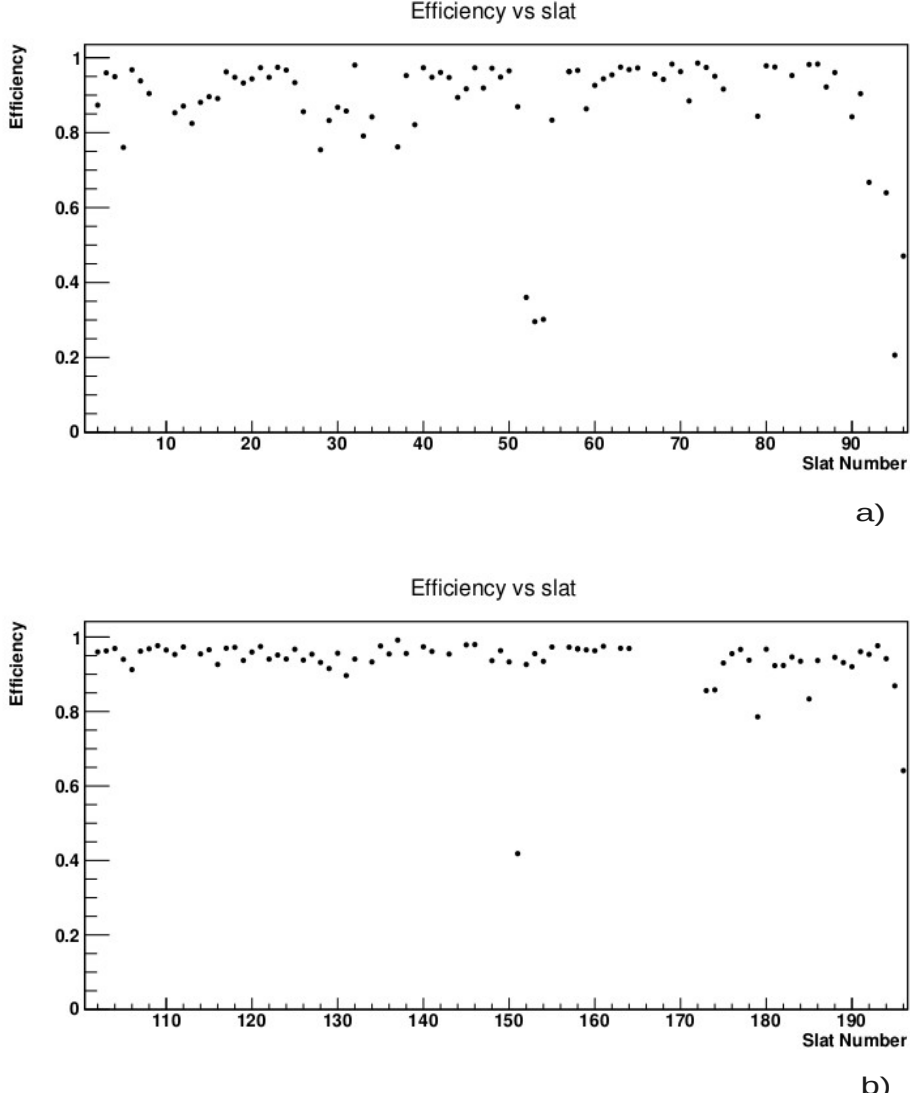 Efficiency vs slat
Efficiency
1
0.8
0.6
0.4
0.2
0
10 20 30 40 50 60 70 80 90
Slat Number
a)
Efficiency vs slat
Efficiency
1
0.8
0.6
0.4
0.2
0
110 120 130 140 150 160 170 180 190
Slat Number
b)